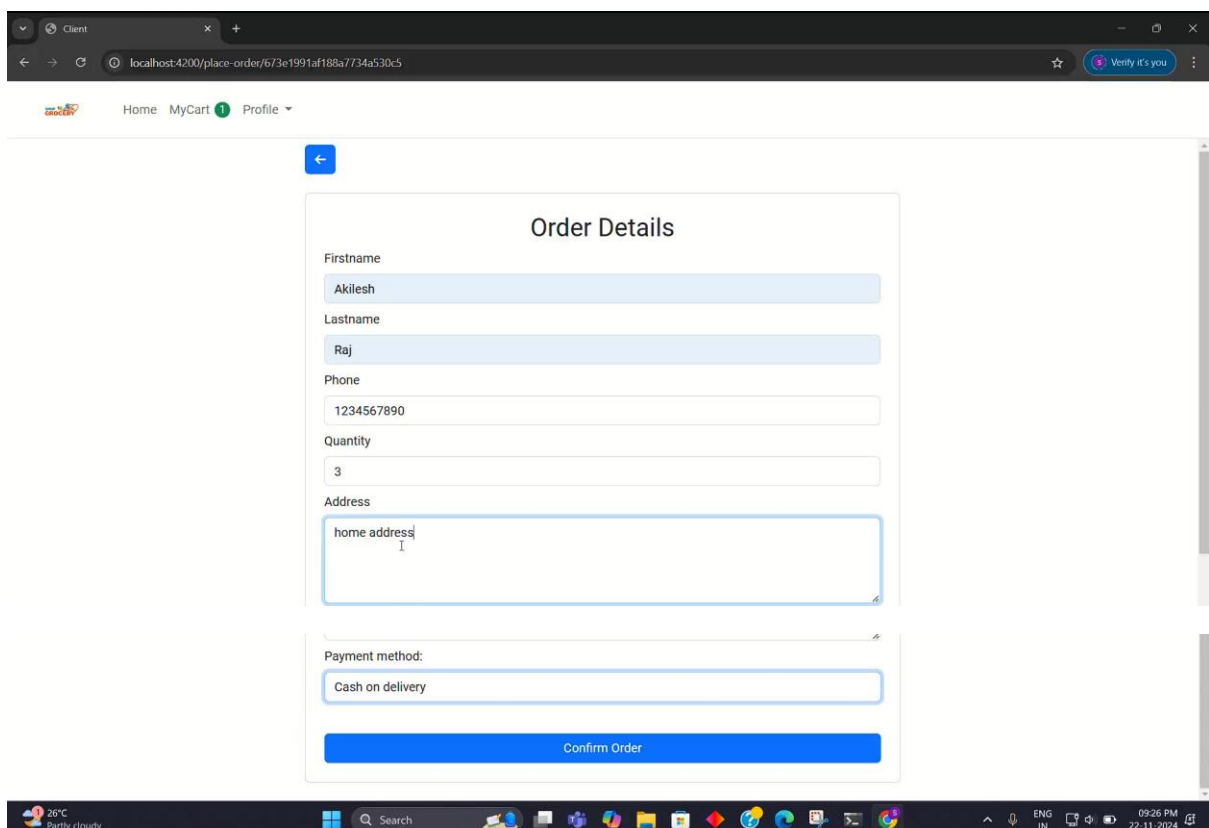 Client
localhost:4200/place-order/673e1991af188a7734a530c5
Verify it's you
GROCERY
Home MyCart 1 Profile
Order Details
Firstname
Akilesh
Lastname
Raj
Phone
1234567890
Quantity
3
Address
home address
Payment method:
Cash on delivery
Confirm Order
1
26°C
Partly cloudy
Search
ENG
IN
09:26 PM
22-11-2024